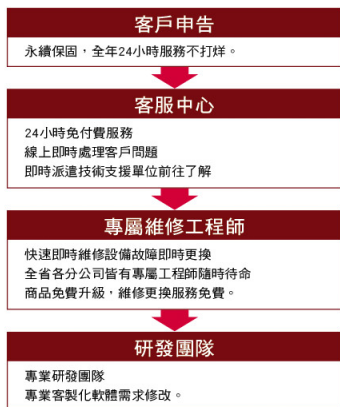 客戶申告
永續保固，全年24小時服務不打烊。
客服中心
24小時免付費服務
線上即時處理客戶問題
即時派遣技術支援單位前往了解
專屬維修工程師
快速即時維修設備故障即時更換
全省各分公司皆有專屬工程師隨時待命
商品免費升級，維修更換服務免費。
研發團隊
專業研發團隊
專業客製化軟體需求修改。